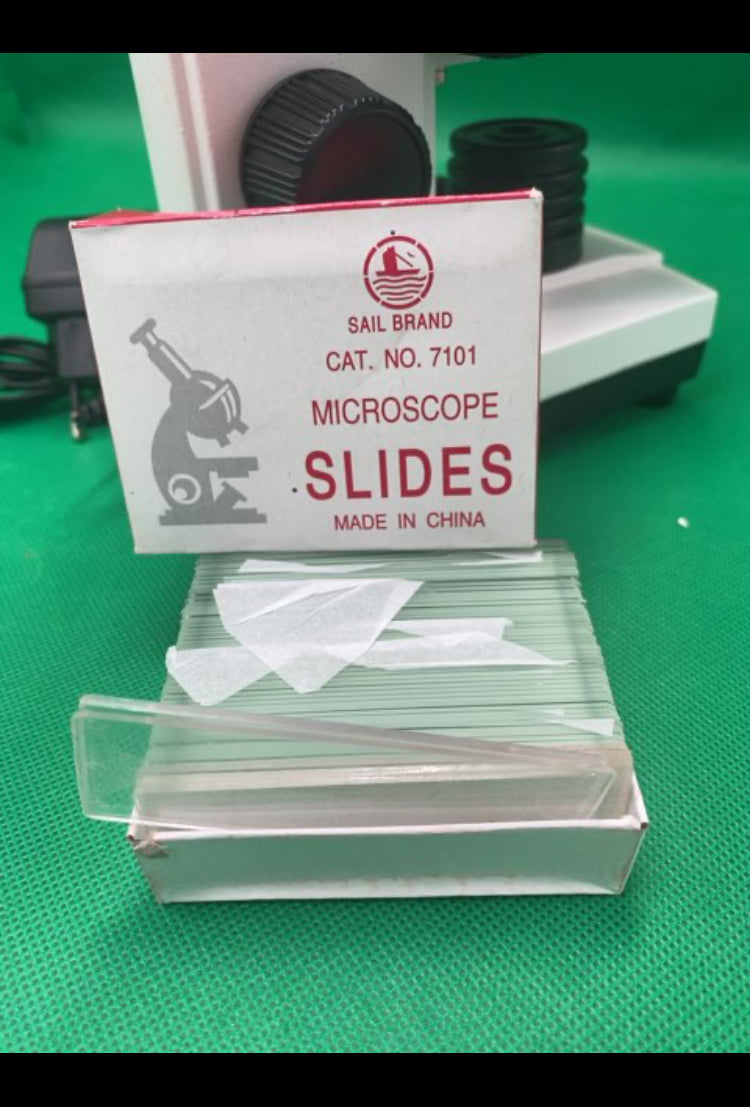 SAIL BRAND
CAT. NO. 7101
MICROSCOPE
SLIDES
MADE IN CHINA